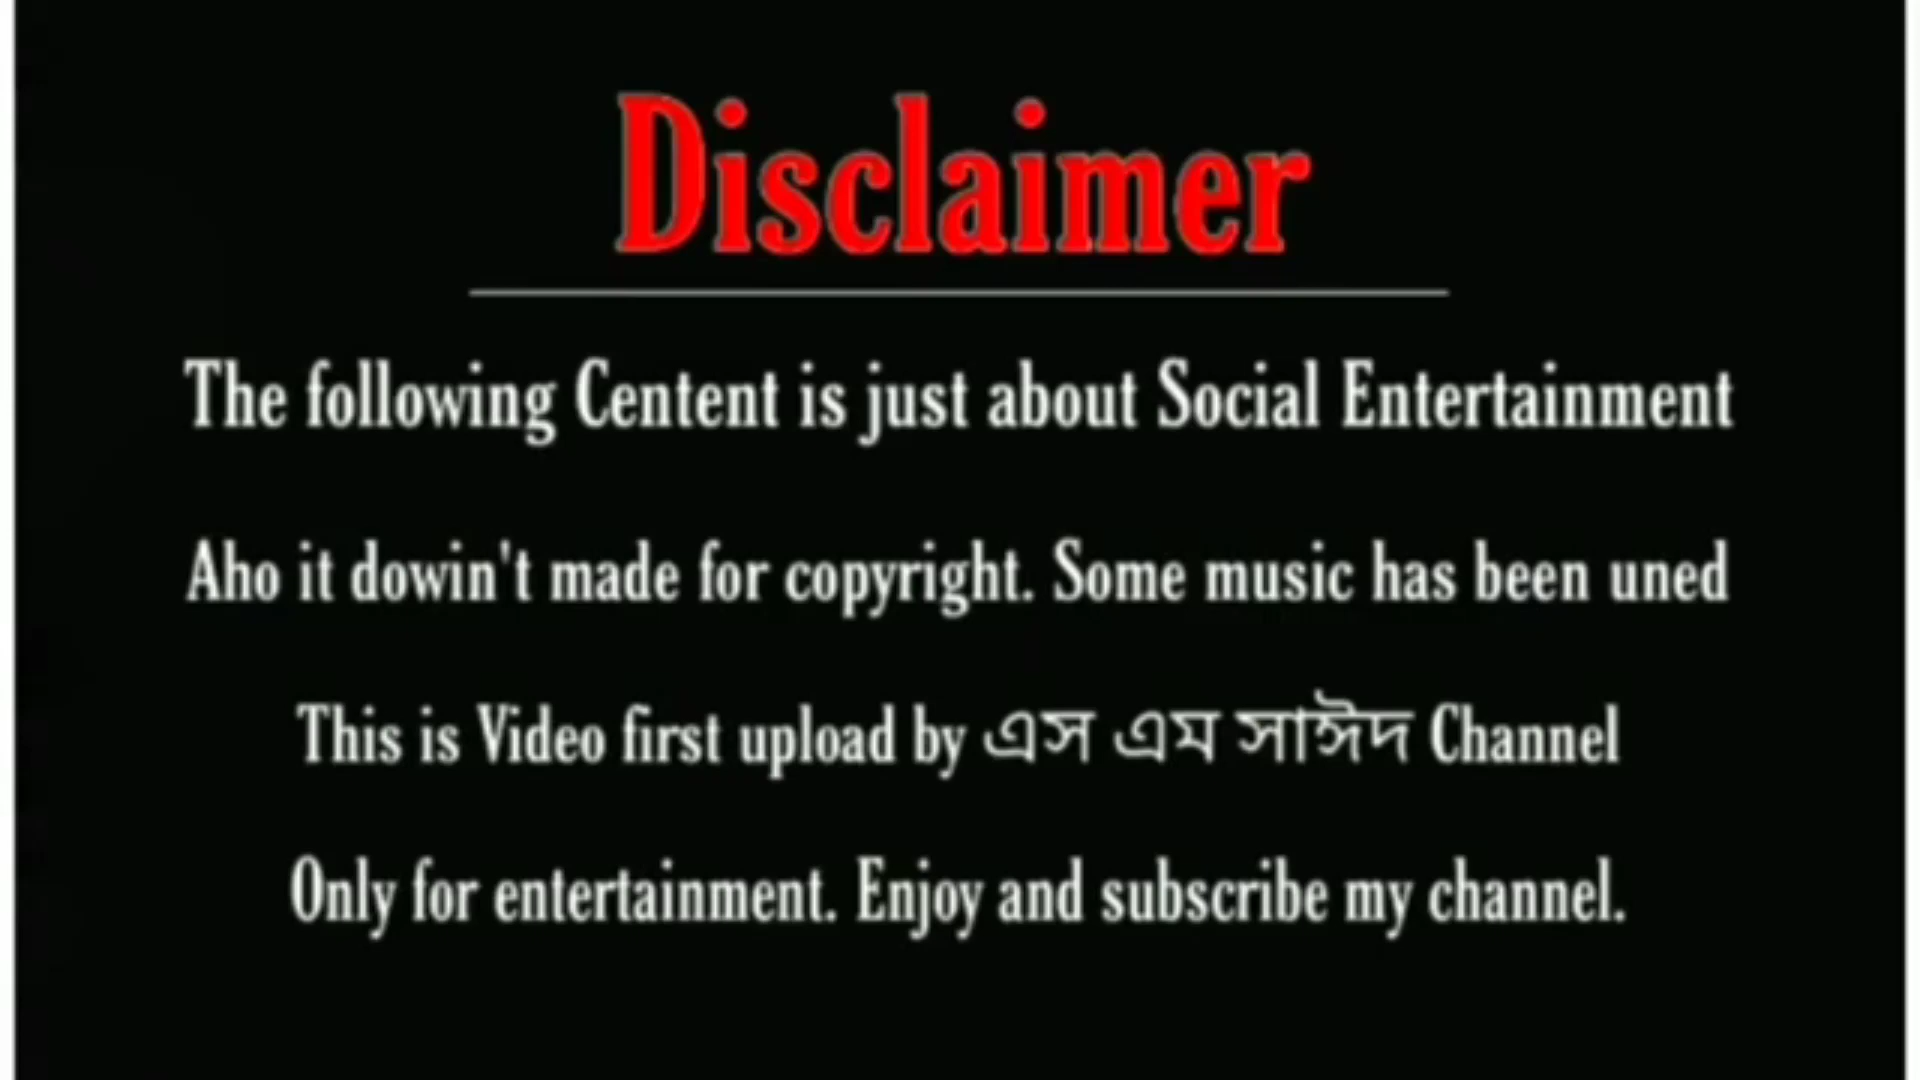 Disclaimer
The following Centent is just about Social Entertainment
Aho it dowin't made for copyright. Some music has been uned
This is Video first upload by এস এম সাঈদ Channel
Only for entertainment. Enjoy and subscribe my channel.